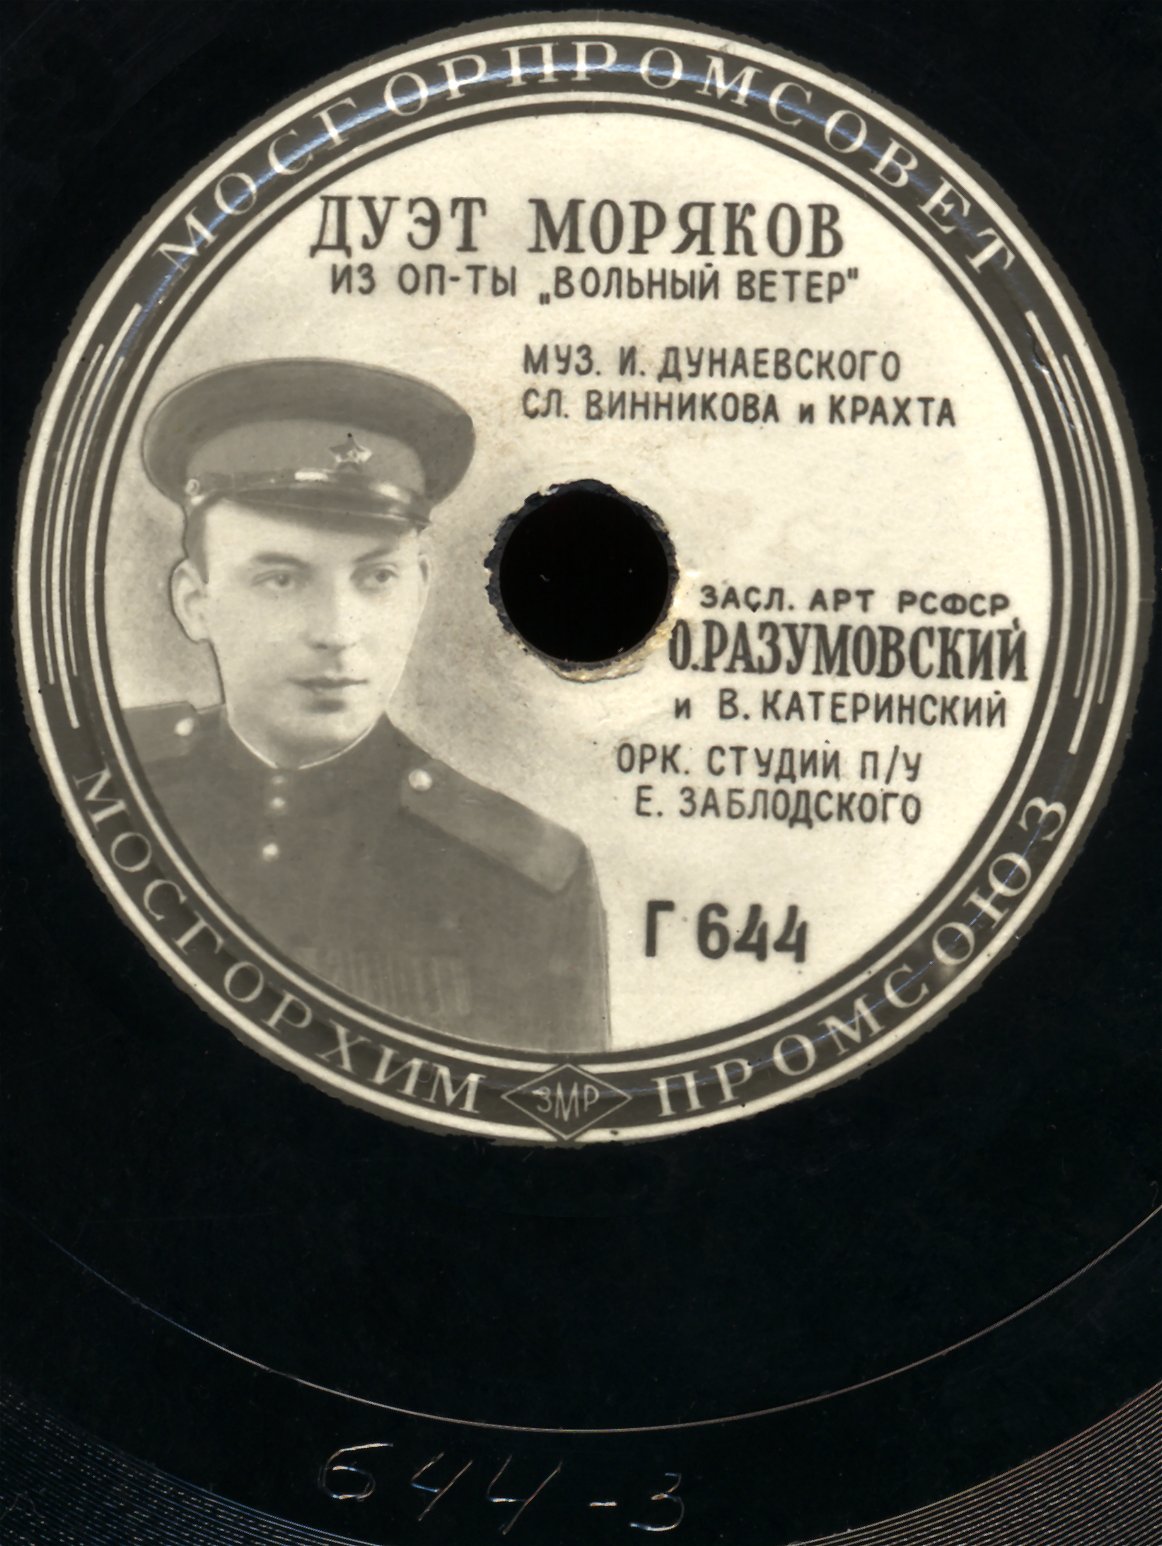 МОСГОРПРОМСОВЕТ
ДУЭТ МОРЯКОВ
ИЗ ОП-ТЫ „ВОЛЬНЫЙ ВЕТЕР"
МУЗ. И. ДУНАЕВСКОГО
СЛ. ВИННИКОВА и КРАХТА
ЗАСЛ. АРТ РСФСР
О.РАЗУМОВСКИЙ
и В. КАТЕРИНСКИЙ
ОРК. СТУДИИ П/У
Е. ЗАБЛОДСКОГО
Г 644
МОСГОРХИМ ЗМР ПРОМСОЮЗ
644-3